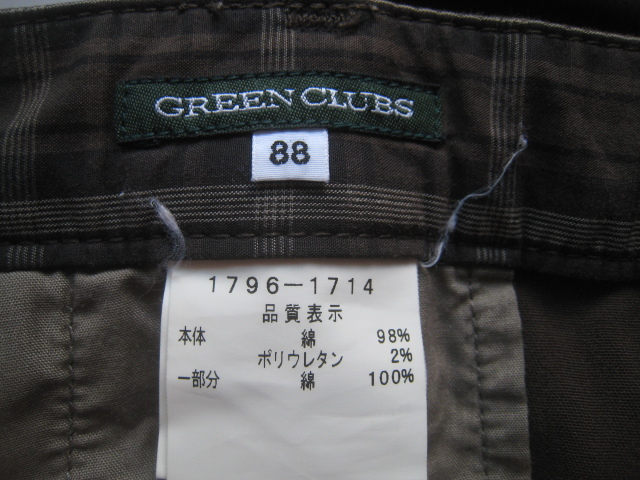 GREEN CLUBS
88
1796-1714
品質表示
本体 綿 98%
ポリウレタン 2%
一部分 綿 100%